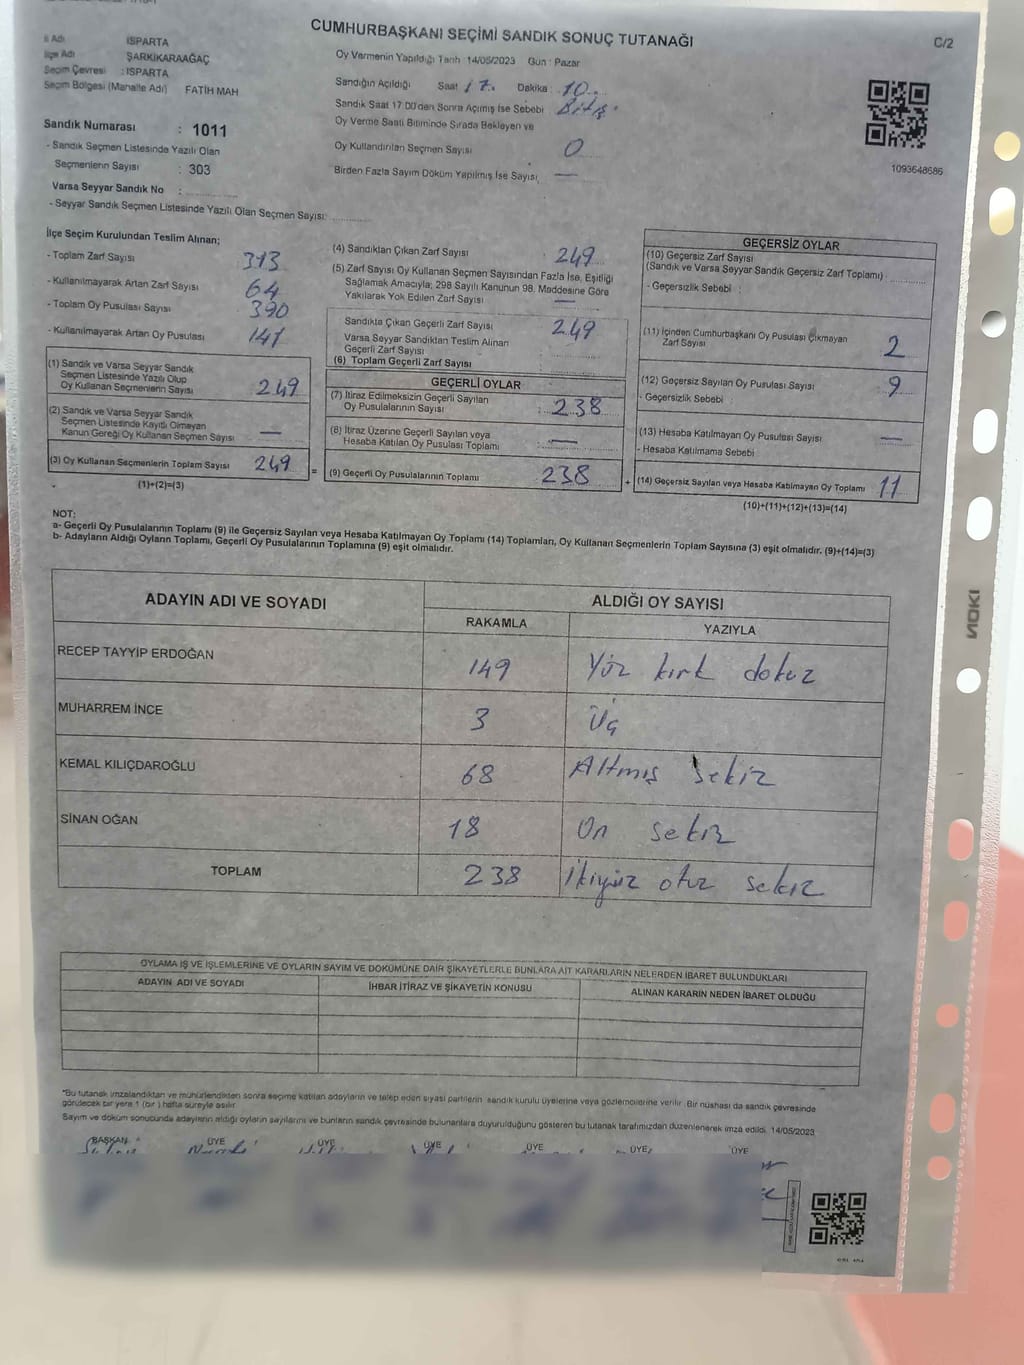 CUMHURBAŞKANI SEÇİMİ SANDIK SONUÇ TUTANAĞI
C/2
İl Adı ISPARTA
İlçe Adı ŞARKİKARAAĞAÇ
Seçim Çevresi : ISPARTA
Seçim Bölgesi (Mahalle Adı) FATİH MAH
Oy Vermenin Yapıldığı Tarih 14/05/2023 Gün : Pazar
Sandığın Açıldığı Saat 17. Dakika : 10
Sandık Saat 17:00'den Sonra Açılmış İse Sebebi Bitiş
Oy Verme Saati Bitiminde Sırada Bekleyen ve
Oy Kullandırılan Seçmen Sayısı 0
Birden Fazla Sayım Döküm Yapılmış İse Sayısı —
1093648686
Sandık Numarası : 1011
- Sandık Seçmen Listesinde Yazılı Olan
Seçmenlerin Sayısı : 303
Varsa Seyyar Sandık No :
- Seyyar Sandık Seçmen Listesinde Yazılı Olan Seçmen Sayısı:
İlçe Seçim Kurulundan Teslim Alınan;
- Toplam Zarf Sayısı 313
- Kullanılmayarak Artan Zarf Sayısı 64
- Toplam Oy Pusulası Sayısı 390
- Kullanılmayarak Artan Oy Pusulası 141
(1) Sandık ve Varsa Seyyar Sandık
Seçmen Listesinde Yazılı Olup
Oy Kullanan Seçmenlerin Sayısı 249
(2) Sandık ve Varsa Seyyar Sandık
Seçmen Listesinde Kayıtlı Olmayan
Kanun Gereği Oy Kullanan Seçmen Sayısı —
(3) Oy Kullanan Seçmenlerin Toplam Sayısı 249
(1)+(2)=(3)
=
(4) Sandıktan Çıkan Zarf Sayısı 249
(5) Zarf Sayısı Oy Kullanan Seçmen Sayısından Fazla İse, Eşitliği
Sağlamak Amacıyla; 298 Sayılı Kanunun 98. Maddesine Göre
Yakılarak Yok Edilen Zarf Sayısı —
Sandıkta Çıkan Geçerli Zarf Sayısı 249
Varsa Seyyar Sandıktan Teslim Alınan
Geçerli Zarf Sayısı
(6) Toplam Geçerli Zarf Sayısı
GEÇERLİ OYLAR
(7) İtiraz Edilmeksizin Geçerli Sayılan
Oy Pusulalarının Sayısı : 238
(8) İtiraz Üzerine Geçerli Sayılan veya
Hesaba Katılan Oy Pusulası Toplamı : —
(9) Geçerli Oy Pusulalarının Toplamı 238
+
GEÇERSİZ OYLAR
(10) Geçersiz Zarf Sayısı
(Sandık ve Varsa Seyyar Sandık Geçersiz Zarf Toplamı)
- Geçersizlik Sebebi :
(11) İçinden Cumhurbaşkanı Oy Pusulası Çıkmayan
Zarf Sayısı 2
(12) Geçersiz Sayılan Oy Pusulası Sayısı : 9
- Geçersizlik Sebebi :
(13) Hesaba Katılmayan Oy Pusulası Sayısı —
- Hesaba Katılmama Sebebi
(14) Geçersiz Sayılan veya Hesaba Katılmayan Oy Toplamı 11
(10)+(11)+(12)+(13)=(14)
NOT:
a- Geçerli Oy Pusulalarının Toplamı (9) ile Geçersiz Sayılan veya Hesaba Katılmayan Oy Toplamı (14) Toplamları, Oy Kullanan Seçmenlerin Toplam Sayısına (3) eşit olmalıdır. (9)+(14)=(3)
b- Adayların Aldığı Oyların Toplamı, Geçerli Oy Pusulalarının Toplamına (9) eşit olmalıdır.
ADAYIN ADI VE SOYADI ALDIĞI OY SAYISI
RAKAMLA YAZIYLA
RECEP TAYYİP ERDOĞAN 149 Yüz kırk dokuz
MUHARREM İNCE 3 Üç
KEMAL KILIÇDAROĞLU 68 Altmış Sekiz
SİNAN OĞAN 18 On sekiz
TOPLAM 238 İkiyüz otuz sekiz
OYLAMA İŞ VE İŞLEMLERİNE VE OYLARIN SAYIM VE DÖKÜMÜNE DAİR ŞİKAYETLERLE BUNLARA AİT KARARLARIN NELERDEN İBARET BULUNDUKLARI
ADAYIN ADI VE SOYADI İHBAR İTİRAZ VE ŞİKAYETİN KONUSU ALINAN KARARIN NEDEN İBARET OLDUĞU
*Bu tutanak imzalandıktan ve mühürlendikten sonra seçime katılan adayların ve talep eden siyasi partilerin sandık kurulu üyelerine veya gözlemcilerine verilir. Bir nüshası da sandık çevresinde
görülecek bir yere 1 (bir) hafta süreyle asılır.
Sayım ve döküm sonucunda adayların aldığı oyların sayılarını ve bunların sandık çevresinde bulunanlara duyurulduğunu gösteren bu tutanak tarafımızdan düzenlenerek imza edildi. 14/05/2023
BAŞKAN ÜYE ÜYE ÜYE ÜYE ÜYE ÜYE
NOKI